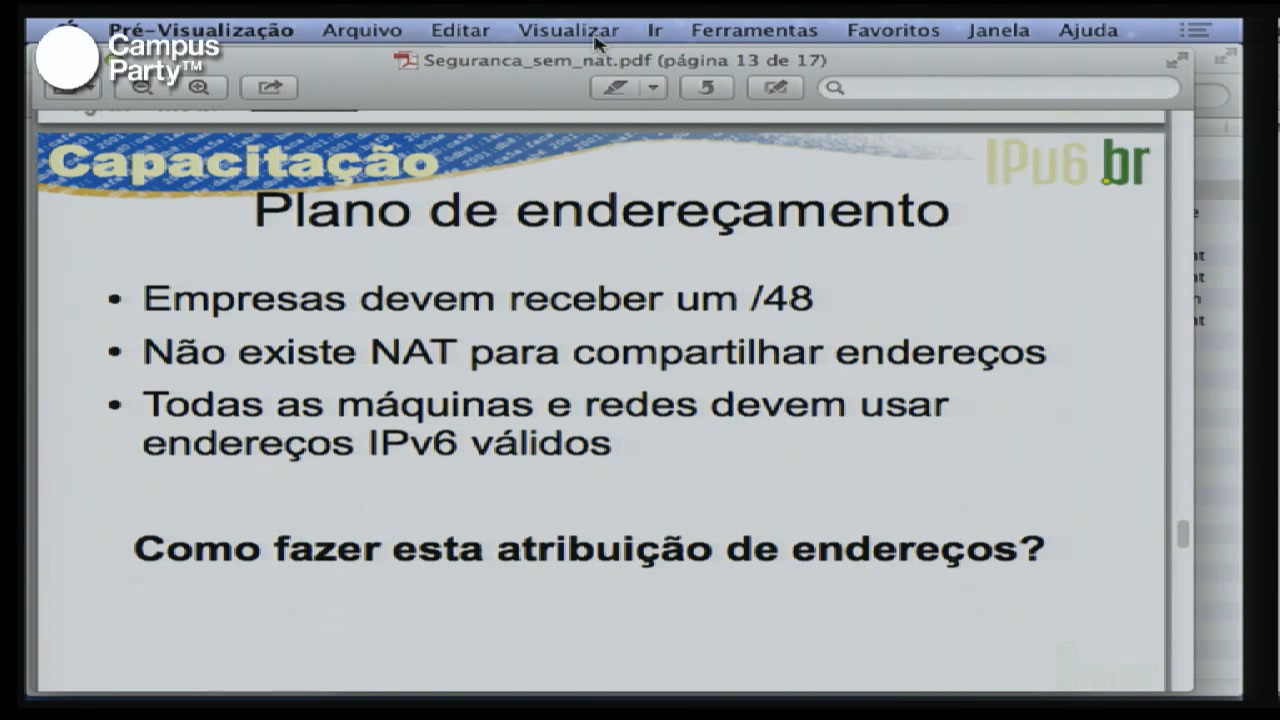 Pré-Visualização Arquivo Editar Visualizar Ir Ferramentas Favoritos Janela Ajuda
Campus
Party™
Seguranca_sem_nat.pdf (página 13 de 17)
Capacitação
IPv6.br
Plano de endereçamento
• Empresas devem receber um /48
• Não existe NAT para compartilhar endereços
• Todas as máquinas e redes devem usar
endereços IPv6 válidos
Como fazer esta atribuição de endereços?